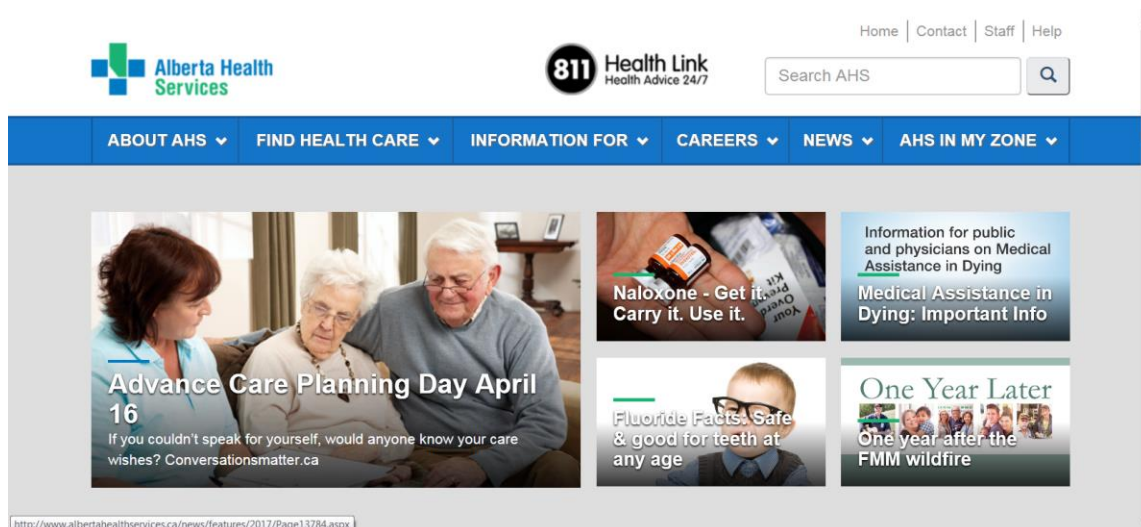 Home | Contact | Staff | Help
Alberta Health
Services
811 Health Link
Health Advice 24/7
Search AHS
ABOUT AHS FIND HEALTH CARE INFORMATION FOR CAREERS NEWS AHS IN MY ZONE
Advance Care Planning Day April
16
If you couldn't speak for yourself, would anyone know your care
wishes? Conversationsmatter.ca
Your
Overd
Kit
Naloxone - Get it.
Carry it. Use it.
Information for public
and physicians on Medical
Assistance in Dying
Medical Assistance in
Dying: Important Info
Fluoride Facts: Safe
& good for teeth at
any age
One Year Later
One year after the
FMM wildfire
http://www.albertahealthservices.ca/news/features/2017/Page13784.aspx